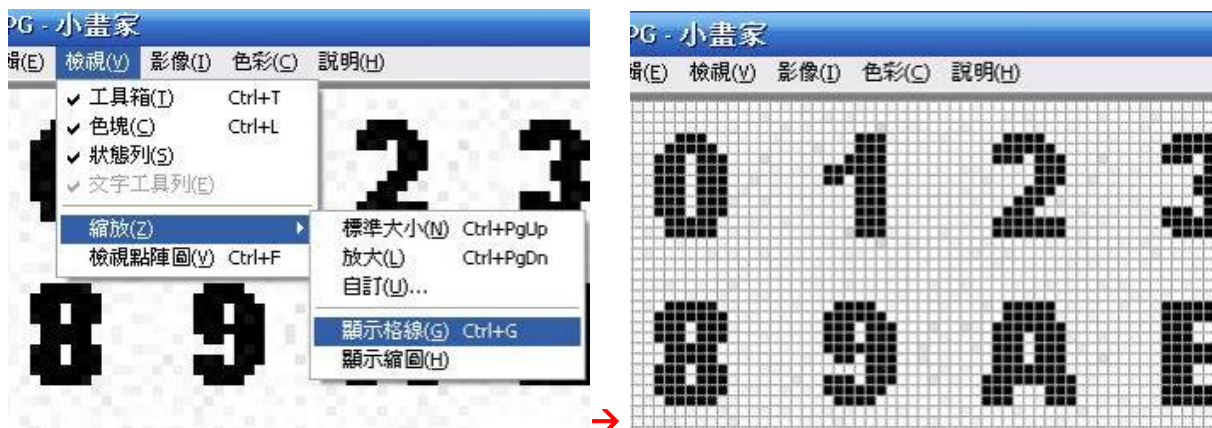 PG - 小畫家
輯(E) 檢視(V) 影像(I) 色彩(C) 說明(H)
工具箱(T) Ctrl+T
色塊(C) Ctrl+L
狀態列(S)
文字工具列(E)
縮放(Z)
檢視點陣圖(V) Ctrl+F
標準大小(N) Ctrl+PgUp
放大(L) Ctrl+PgDn
自訂(U)...
顯示格線(G) Ctrl+G
顯示縮圖(H)
2 3
8 9
→
PG - 小畫家
輯(E) 檢視(V) 影像(I) 色彩(C) 說明(H)
0 1 2 3
8 9 A